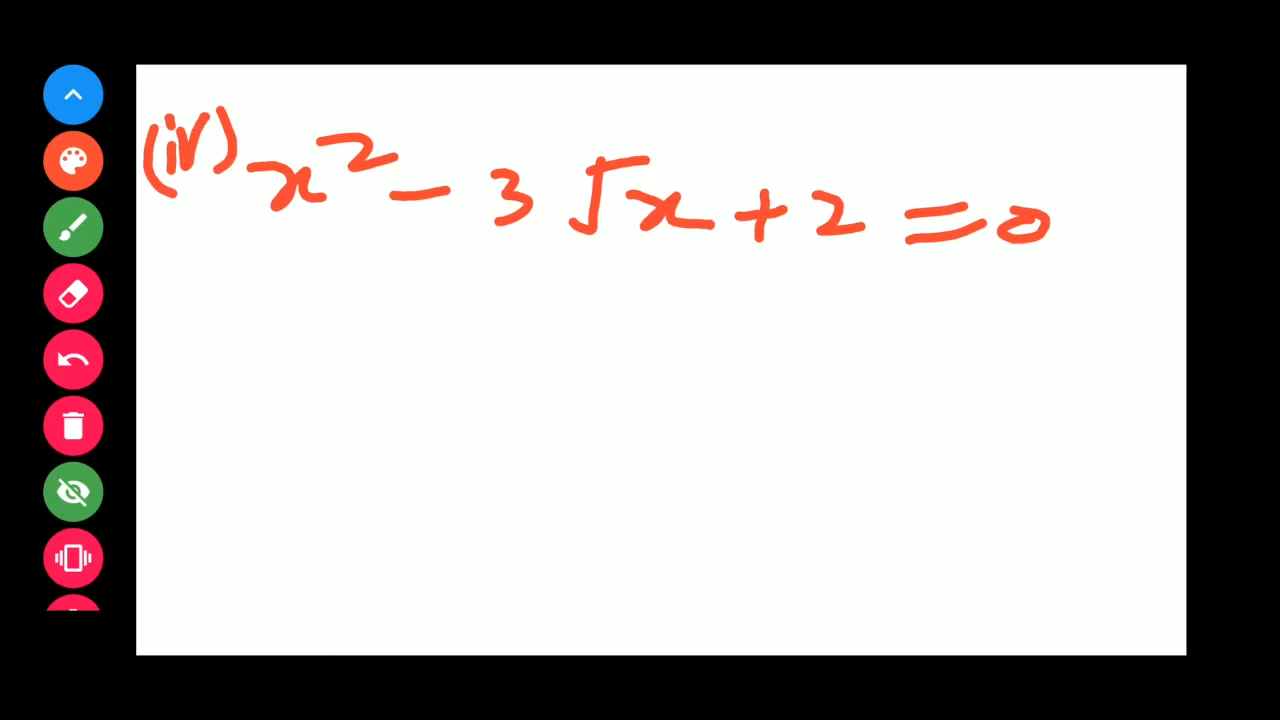 (iv) x² - 3 √x + 2 = 0